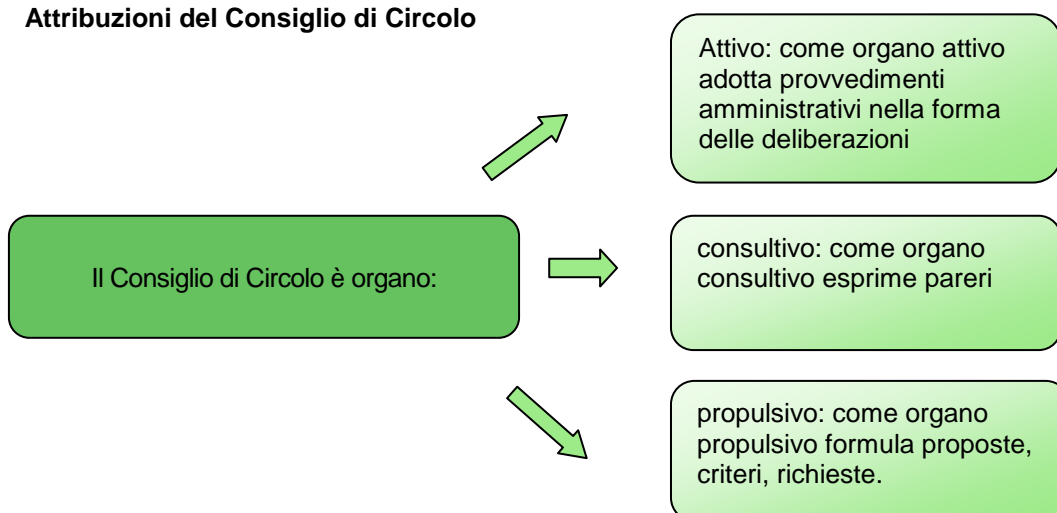 Attribuzioni del Consiglio di Circolo
Attivo: come organo attivo
adotta provvedimenti
amministrativi nella forma
delle deliberazioni
Il Consiglio di Circolo è organo:
consultivo: come organo
consultivo esprime pareri
propulsivo: come organo
propulsivo formula proposte,
criteri, richieste.